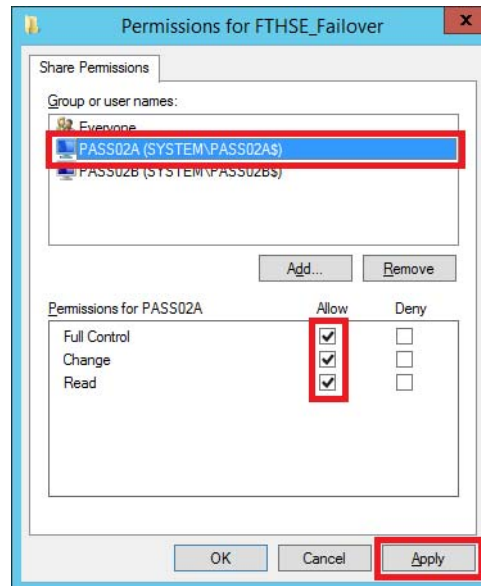 Permissions for FTHSE_Failover
x
Share Permissions
Group or user names:
Everyone
PASS02A (SYSTEM\PASS02A$)
PASS02B (SYSTEM\PASS02B$)
Add... Remove
Permissions for PASS02A Allow Deny
Full Control
Change
Read
OK Cancel Apply